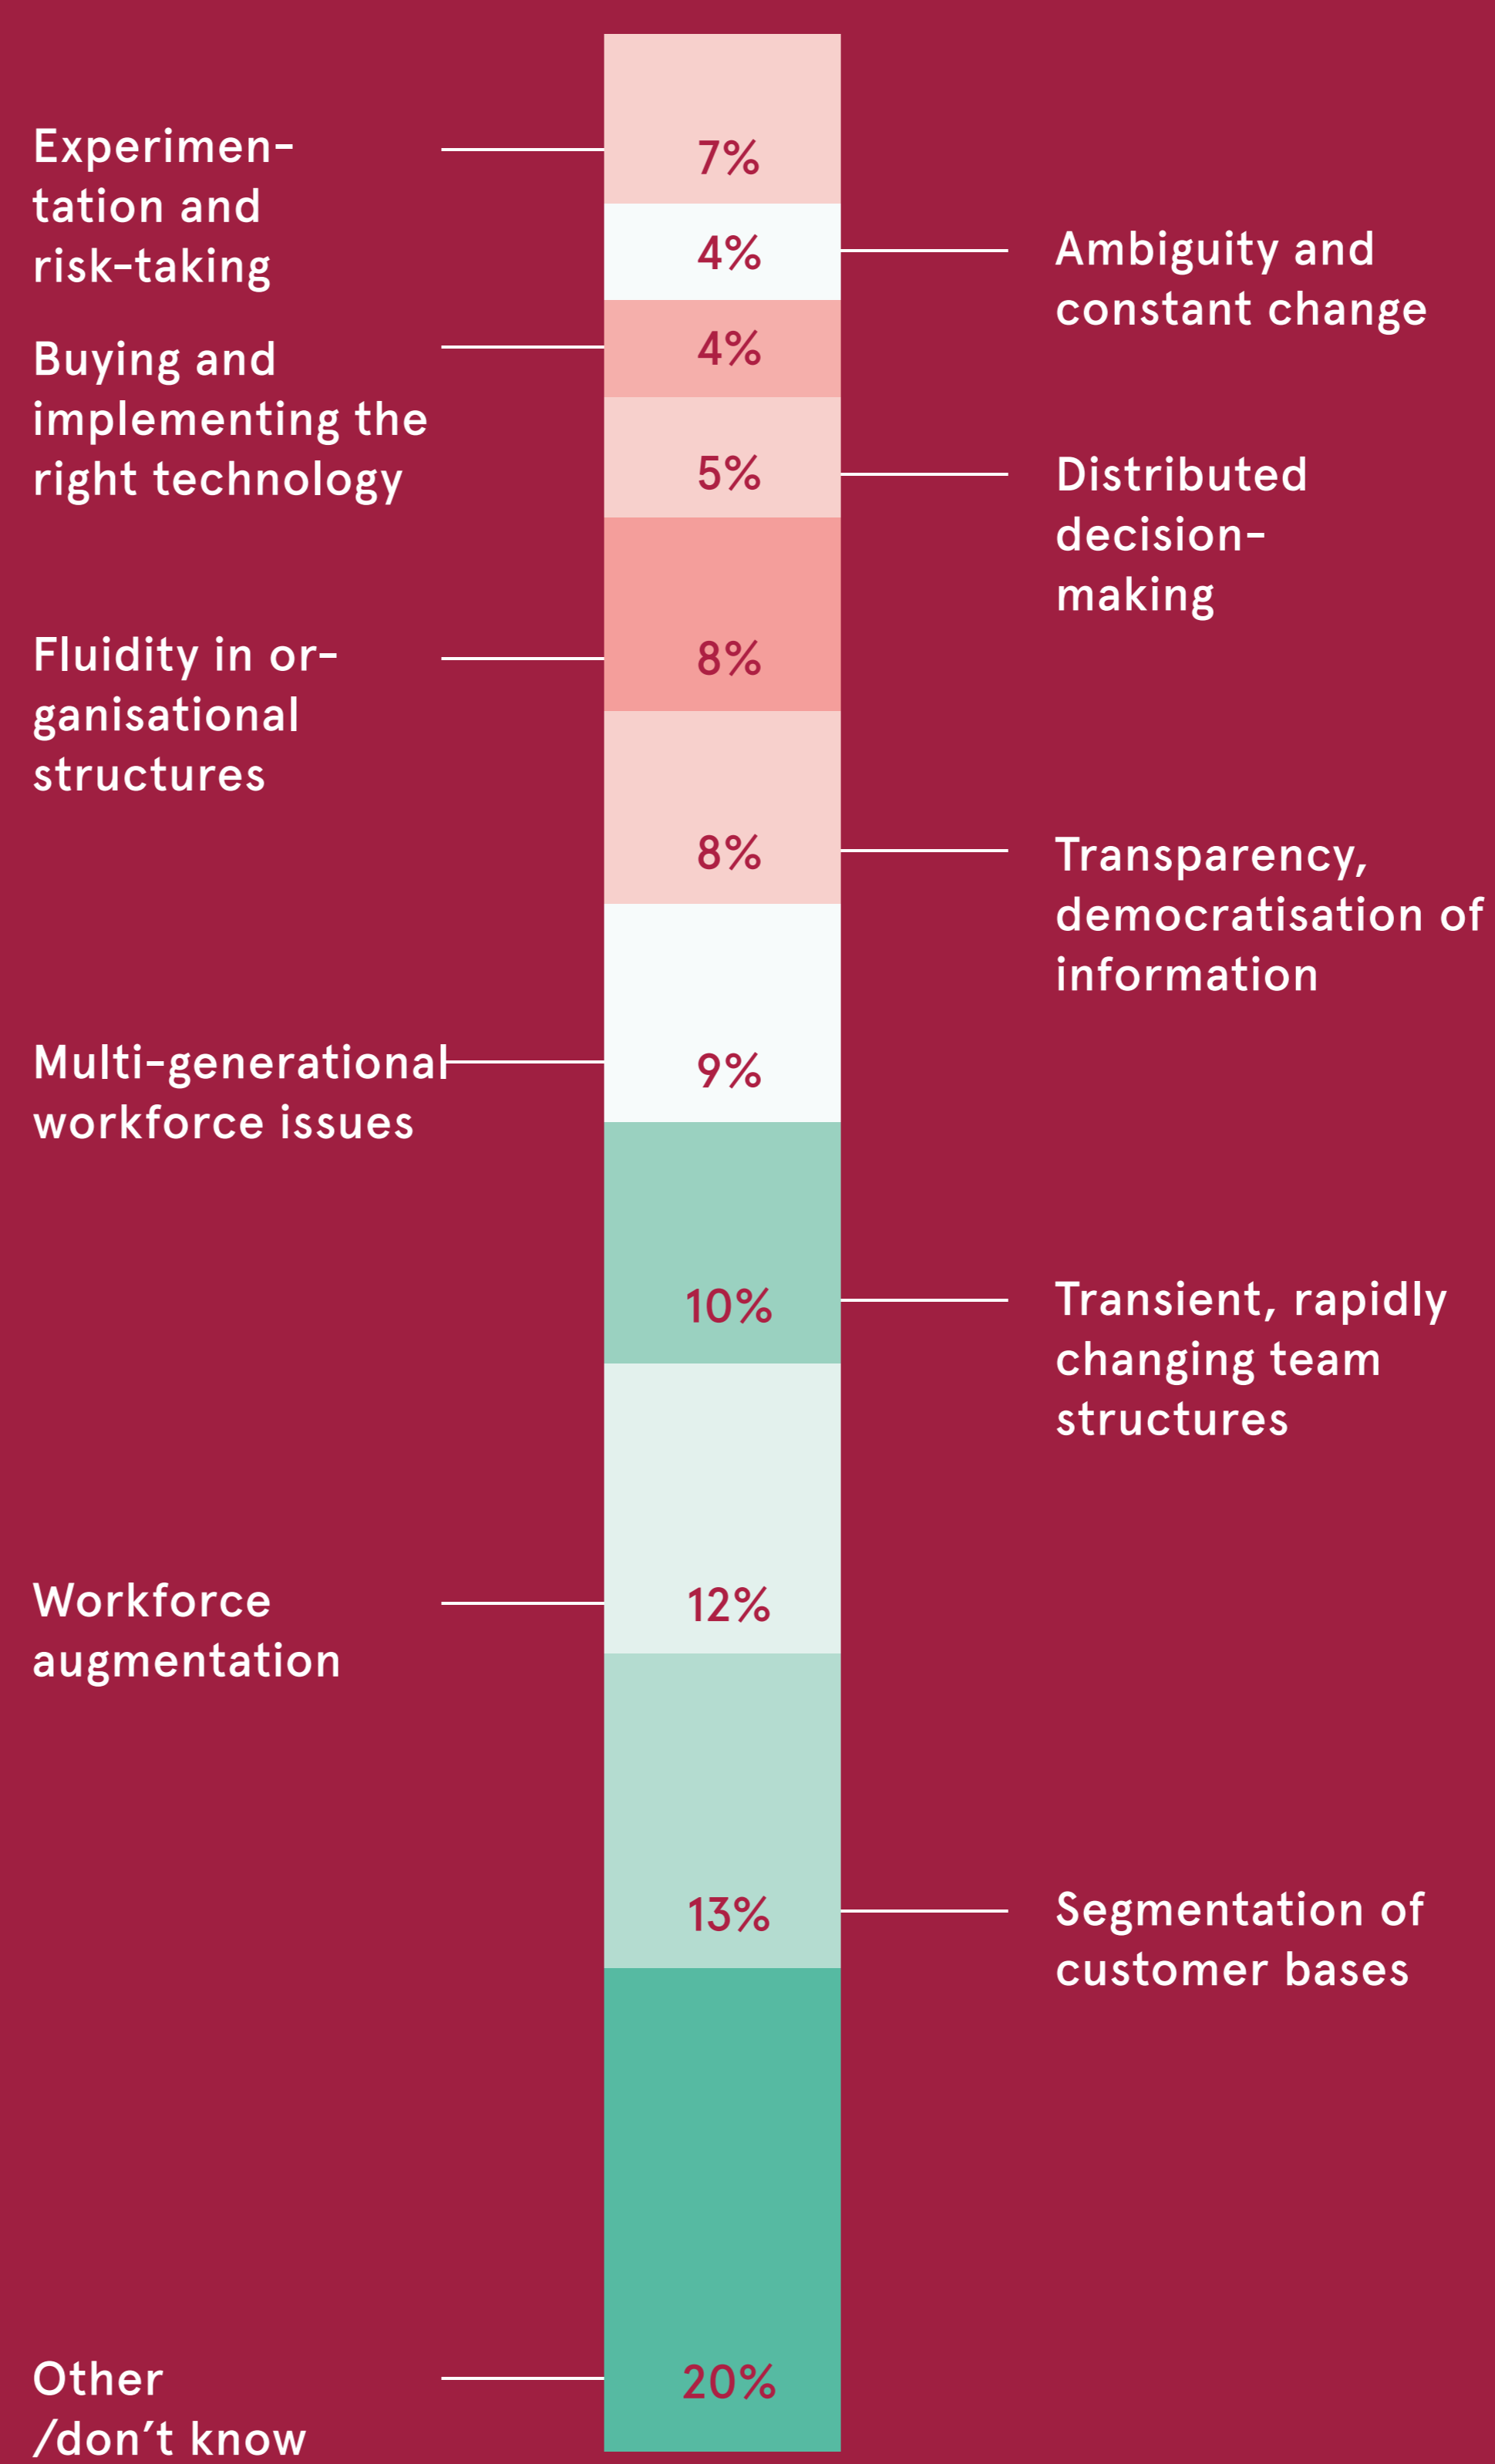 Experimen-
tation and
risk-taking
7%
4%
Ambiguity and
constant change
Buying and
implementing the
right technology
4%
5%
Distributed
decision-
making
Fluidity in or-
ganisational
structures
8%
8%
Transparency,
democratisation of
information
Multi-generational
workforce issues
9%
10%
Transient, rapidly
changing team
structures
Workforce
augmentation
12%
13%
Segmentation of
customer bases
Other
/don’t know
20%